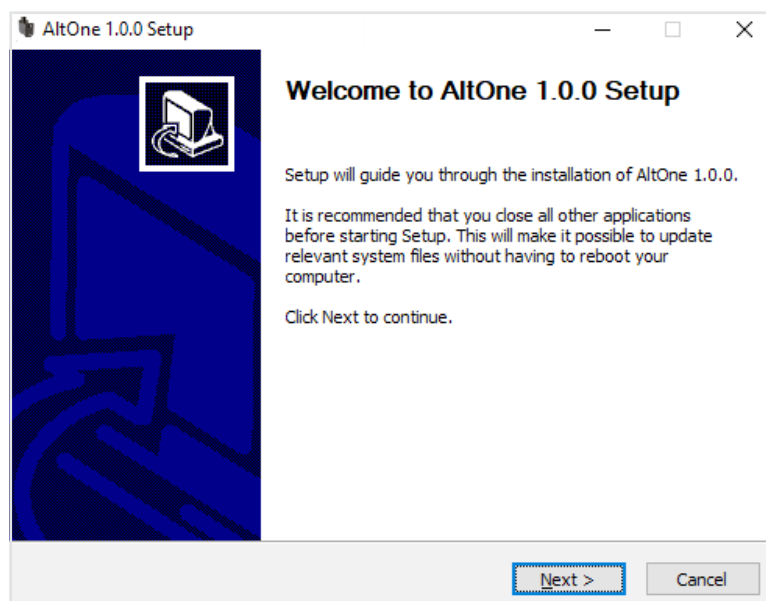 AltOne 1.0.0 Setup
Welcome to AltOne 1.0.0 Setup
Setup will guide you through the installation of AltOne 1.0.0.
It is recommended that you close all other applications
before starting Setup. This will make it possible to update
relevant system files without having to reboot your
computer.
Click Next to continue.
Next >
Cancel